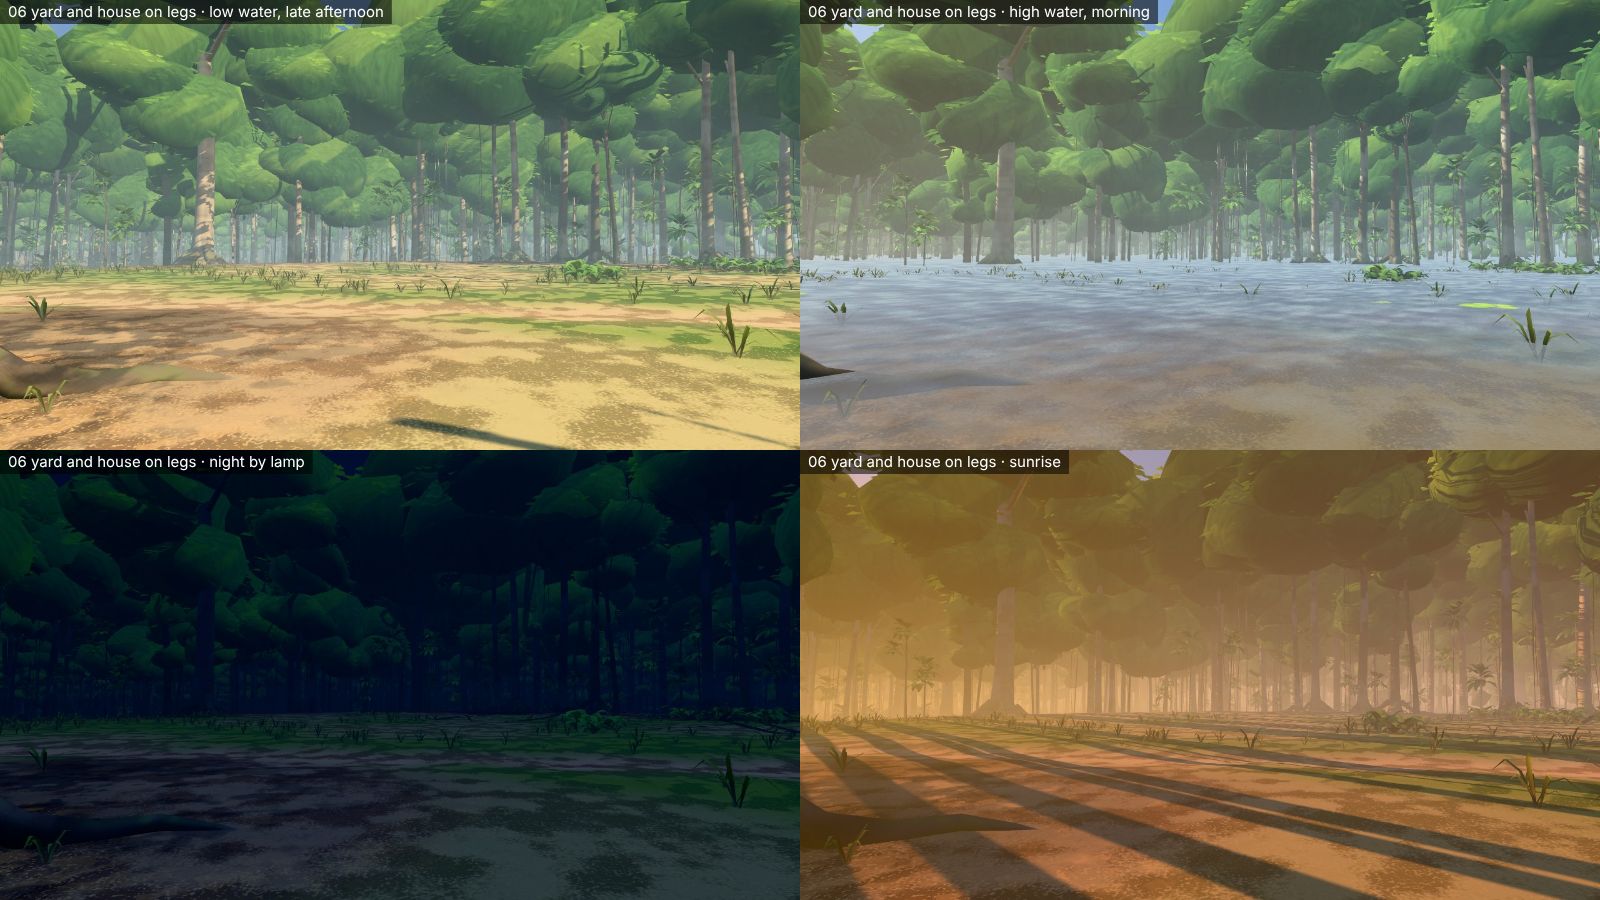 06 yard and house on legs · low water, late afternoon
06 yard and house on legs · high water, morning
06 yard and house on legs · night by lamp
06 yard and house on legs · sunrise